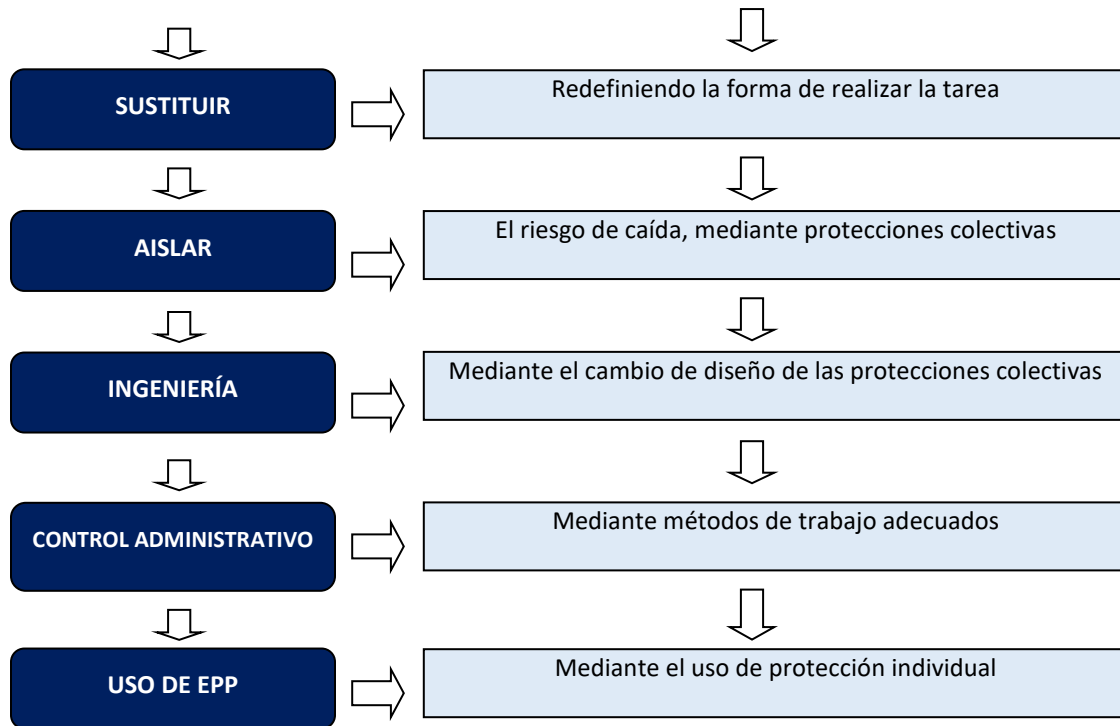 SUSTITUIR
Redefiniendo la forma de realizar la tarea
AISLAR
El riesgo de caída, mediante protecciones colectivas
INGENIERÍA
Mediante el cambio de diseño de las protecciones colectivas
CONTROL ADMINISTRATIVO
Mediante métodos de trabajo adecuados
USO DE EPP
Mediante el uso de protección individual